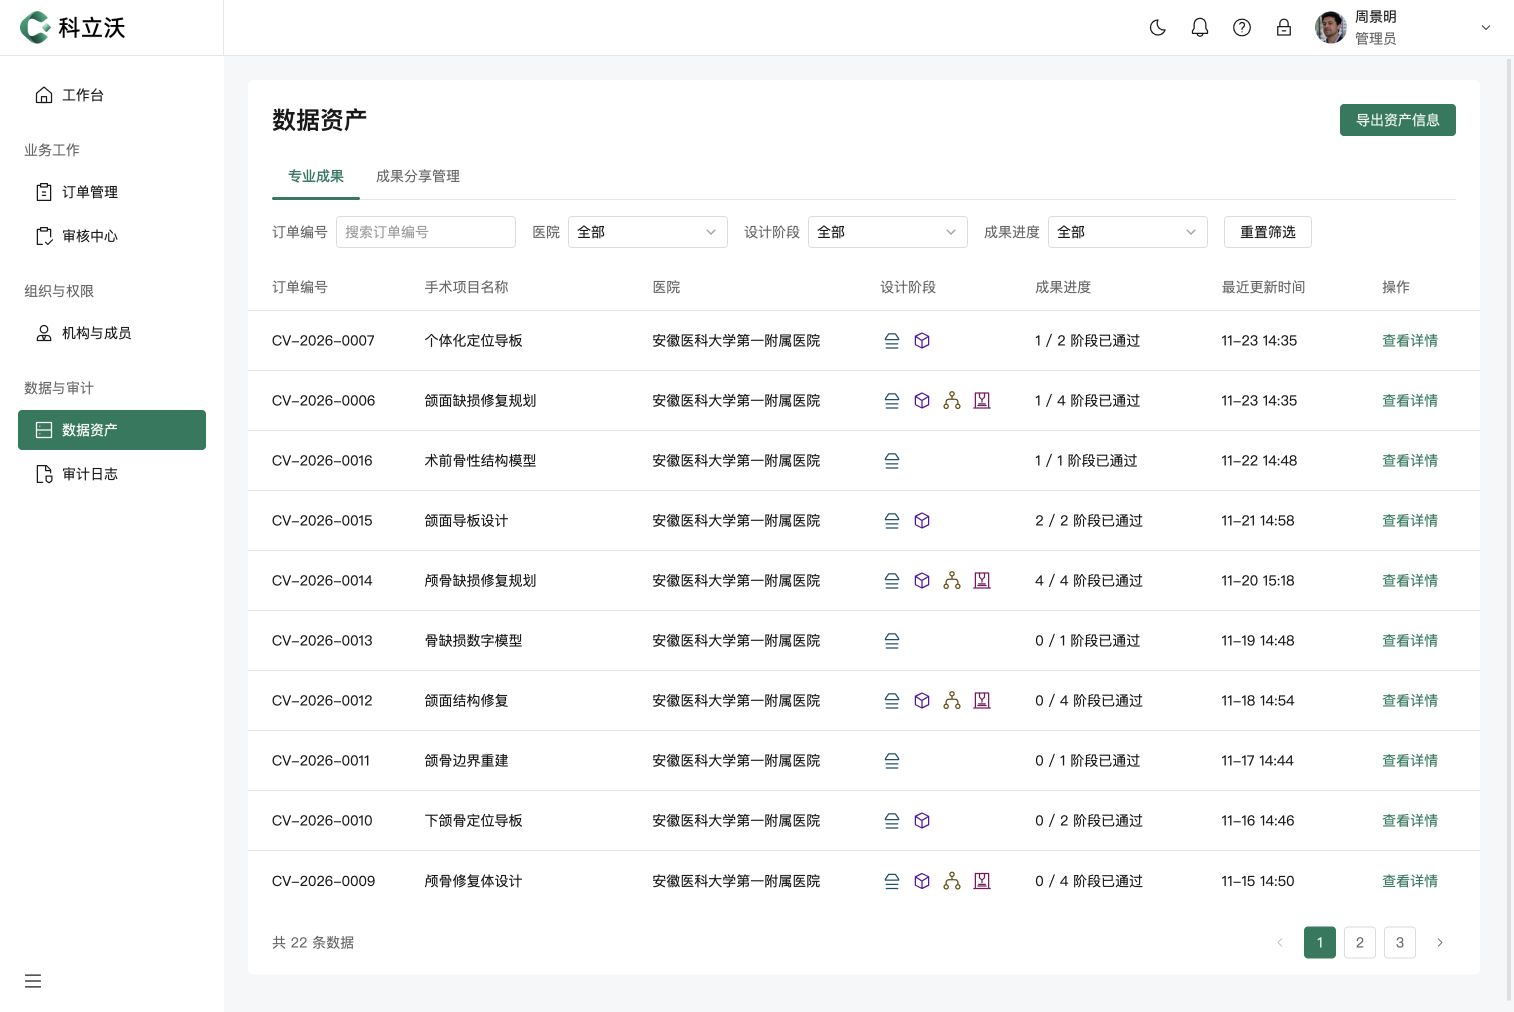 科立沃
周景明
管理员
工作台
业务工作
订单管理
审核中心
组织与权限
机构与成员
数据与审计
数据资产
审计日志
数据资产
导出资产信息
专业成果 成果分享管理
订单编号 搜索订单编号 医院 全部 设计阶段 全部 成果进度 全部 重置筛选
订单编号 手术项目名称 医院 设计阶段 成果进度 最近更新时间 操作
CV-2026-0007 个体化定位导板 安徽医科大学第一附属医院 1 / 2 阶段已通过 11-23 14:35 查看详情
CV-2026-0006 颌面缺损修复规划 安徽医科大学第一附属医院 1 / 4 阶段已通过 11-23 14:35 查看详情
CV-2026-0016 术前骨性结构模型 安徽医科大学第一附属医院 1 / 1 阶段已通过 11-22 14:48 查看详情
CV-2026-0015 颌面导板设计 安徽医科大学第一附属医院 2 / 2 阶段已通过 11-21 14:58 查看详情
CV-2026-0014 颅骨缺损修复规划 安徽医科大学第一附属医院 4 / 4 阶段已通过 11-20 15:18 查看详情
CV-2026-0013 骨缺损数字模型 安徽医科大学第一附属医院 0 / 1 阶段已通过 11-19 14:48 查看详情
CV-2026-0012 颌面结构修复 安徽医科大学第一附属医院 0 / 4 阶段已通过 11-18 14:54 查看详情
CV-2026-0011 颌骨边界重建 安徽医科大学第一附属医院 0 / 1 阶段已通过 11-17 14:44 查看详情
CV-2026-0010 下颌骨定位导板 安徽医科大学第一附属医院 0 / 2 阶段已通过 11-16 14:46 查看详情
CV-2026-0009 颅骨修复体设计 安徽医科大学第一附属医院 0 / 4 阶段已通过 11-15 14:50 查看详情
共 22 条数据 1 2 3